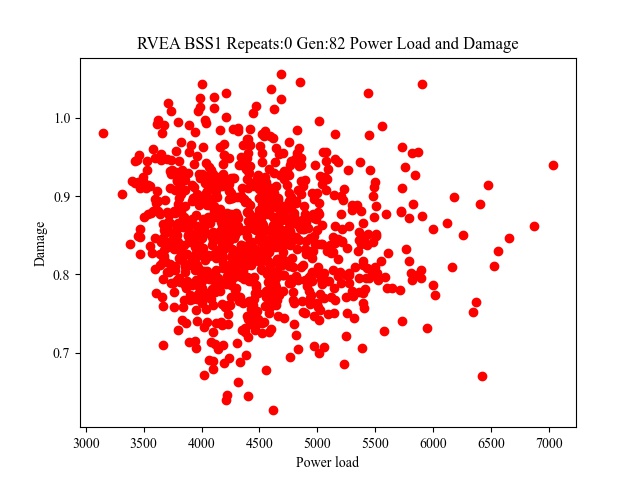 RVEA BSS1 Repeats:0 Gen:82 Power Load and Damage
1.0
0.9
0.8
0.7
Damage
3000 3500 4000 4500 5000 5500 6000 6500 7000
Power load